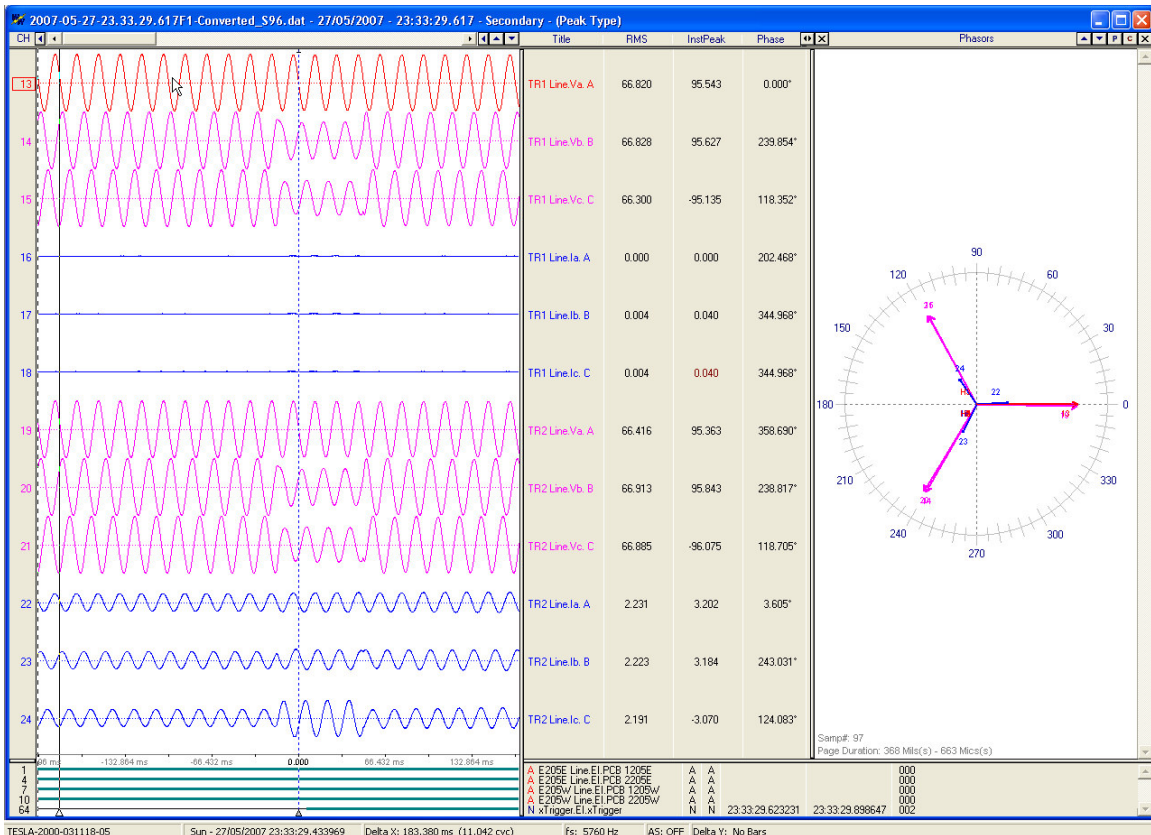 2007-05-27-23.33.29.617F1-Converted_S96.dat - 27/05/2007 - 23:33:29.617 - Secondary - (Peak Type)
CH Title RMS InstPeak Phase Phasors P C
13 TR1 Line.Va. A 66.820 95.543 0.000°
14 TR1 Line.Vb. B 66.828 95.627 239.854°
15 TR1 Line.Vc. C 66.300 -95.135 118.352°
16 TR1 Line.Ia. A 0.000 0.000 202.468°
17 TR1 Line.Ib. B 0.004 0.040 344.968°
18 TR1 Line.Ic. C 0.004 0.040 344.968°
19 TR2 Line.Va. A 66.416 95.363 358.690°
20 TR2 Line.Vb. B 66.913 95.843 238.817°
21 TR2 Line.Vc. C 66.885 -96.075 118.705°
22 TR2 Line.Ia. A 2.231 3.202 3.605°
23 TR2 Line.Ib. B 2.223 3.184 243.031°
24 TR2 Line.Ic. C 2.191 -3.070 124.083°
90
120 60
150 30
24 22
180 0
23
210 330
240 300
270
Samp#: 97
Page Duration: 368 Mils(s) - 663 Mics(s)
96 ms -132.864 ms -66.432 ms 0.000 66.432 ms 132.864 ms
1 A E205E Line.EI.PCB 1205E A A 000
4 A E205E Line.EI.PCB 2205E A A 000
7 A E205W Line.EI.PCB 1205W A A 000
10 A E205W Line.EI.PCB 2205W A A 000
64 N xTrigger.EI.xTrigger N N 23:33:29.623231 23:33:29.898647 002
TESLA-2000-031118-05 Sun - 27/05/2007 23:33:29.433969 Delta X: 183.380 ms (11.042 cyc) fs: 5760 Hz AS: OFF Delta Y: No Bars